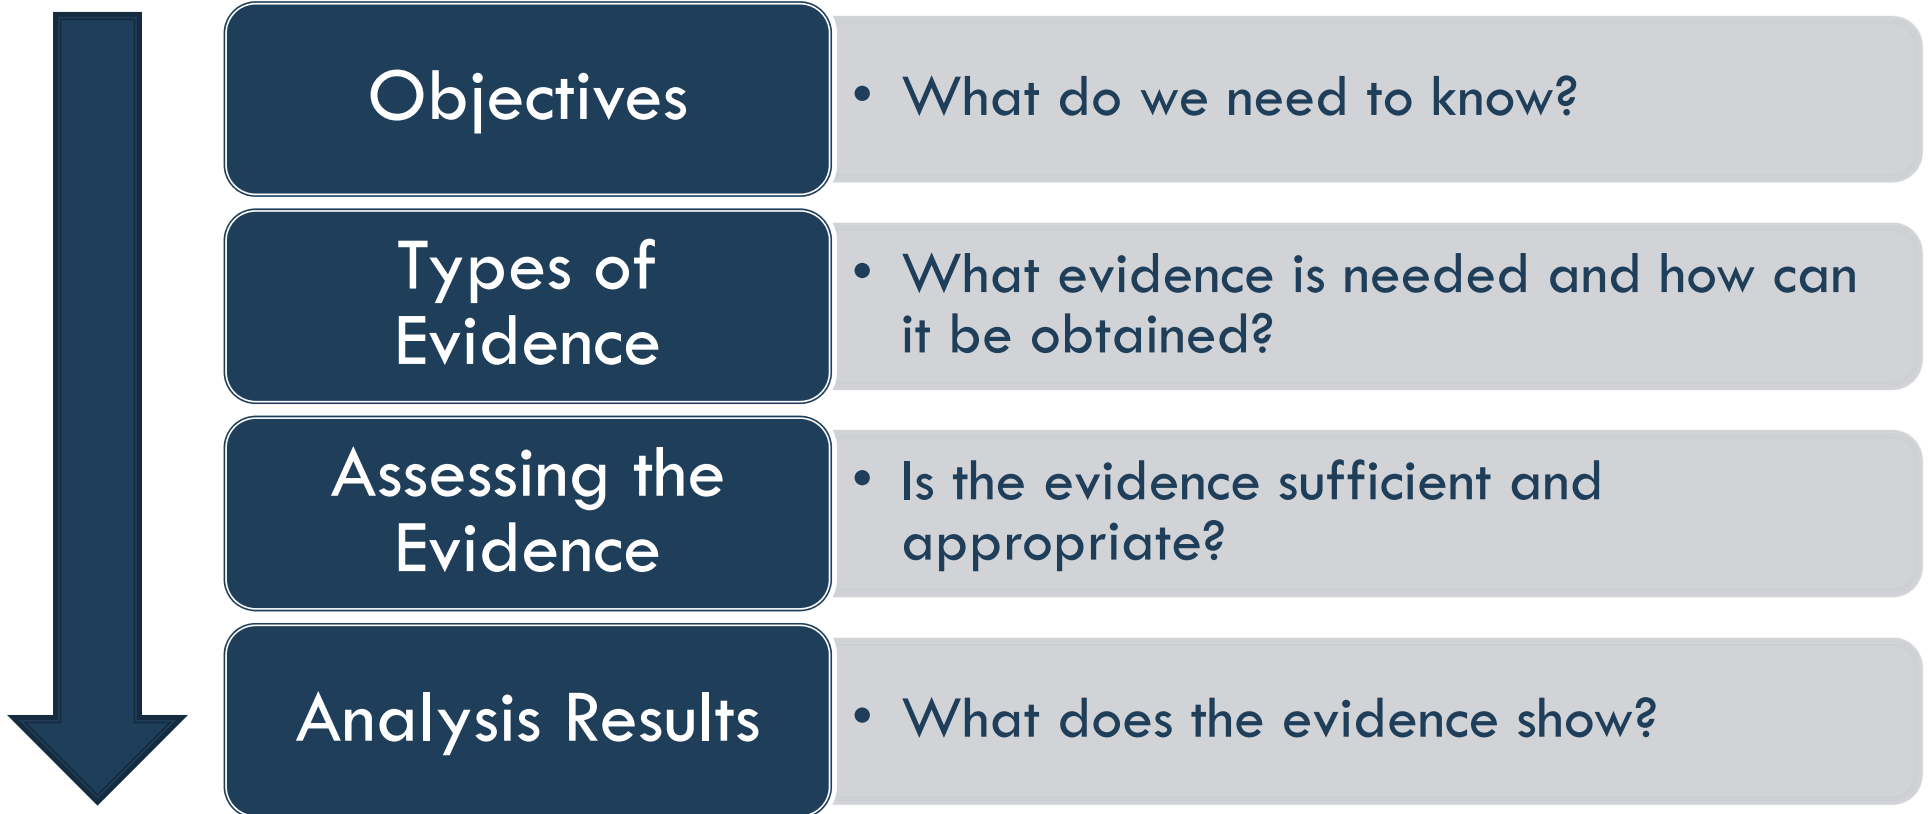 Objectives
• What do we need to know?
Types of
Evidence
• What evidence is needed and how can
it be obtained?
Assessing the
Evidence
• Is the evidence sufficient and
appropriate?
Analysis Results
• What does the evidence show?